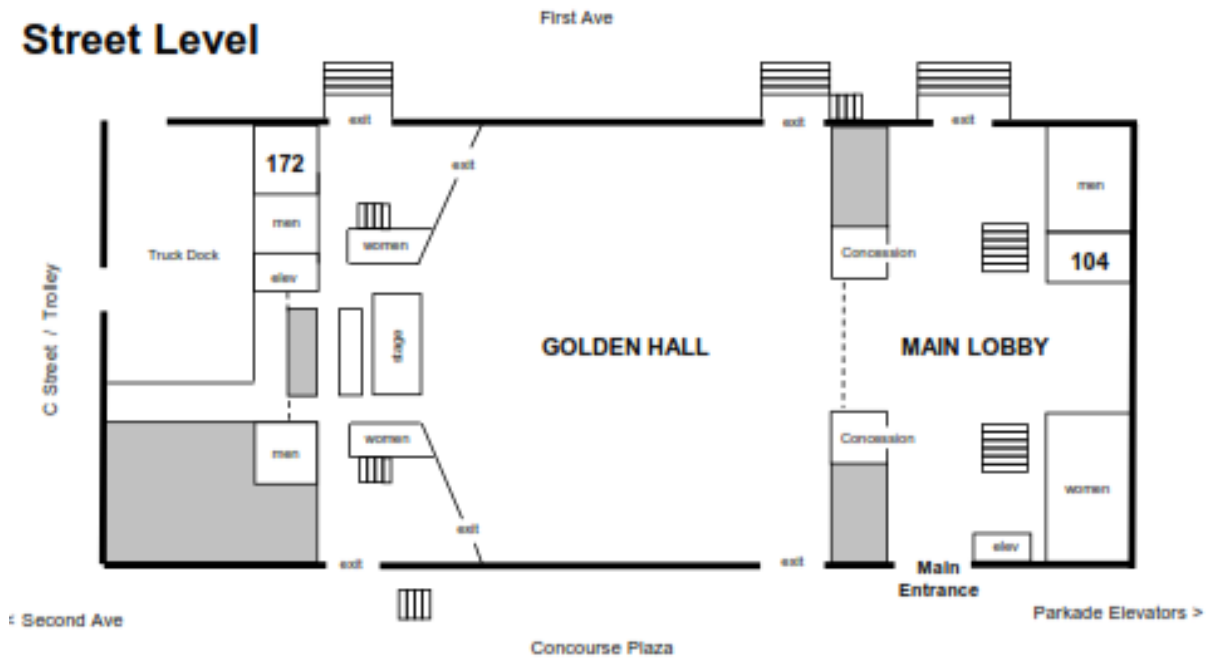 First Ave
Street Level
exit
exit
exit
172
exit
men
men
women
Truck Dock
Concession
104
elev
C Street / Trolley
stage
GOLDEN HALL
MAIN LOBBY
women
Concession
men
women
exit
elev
exit
exit
Main
Entrance
< Second Ave
Parkade Elevators >
Concourse Plaza